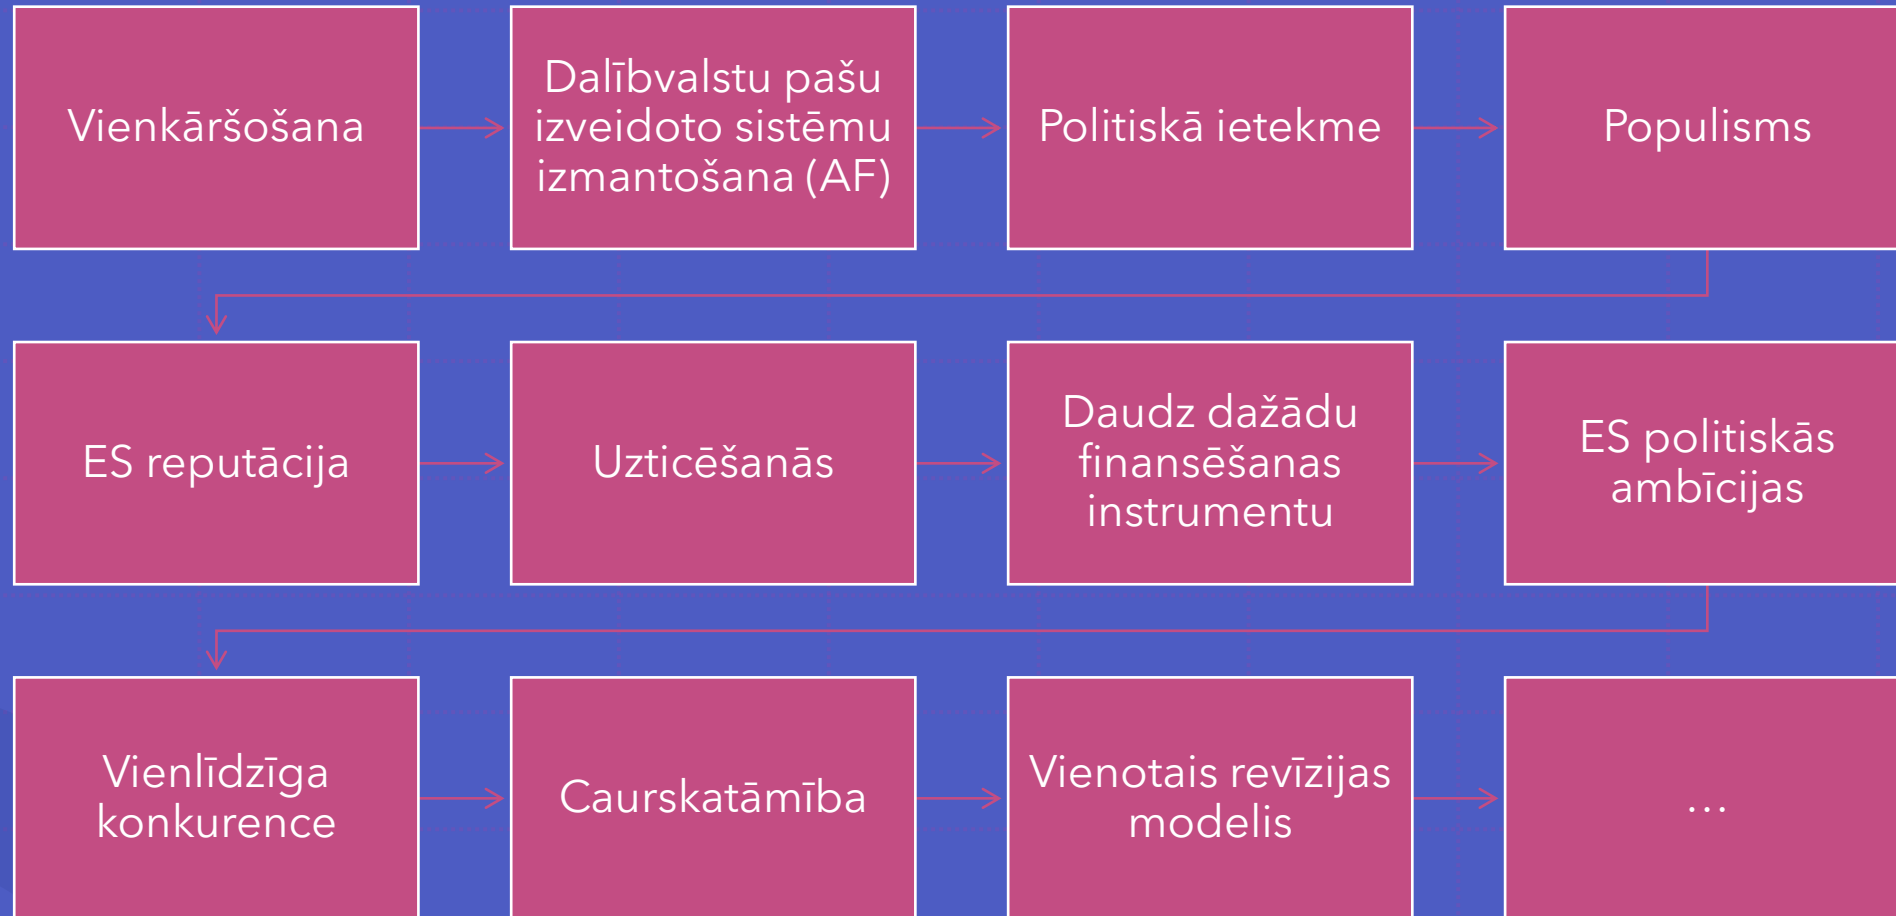 Vienkāršošana
Dalībvalstu pašu
izveidoto sistēmu
izmantošana (AF)
Politiskā ietekme
Populisms
ES reputācija
Uzticēšanās
Daudz dažādu
finansēšanas
instrumentu
ES politiskās
ambīcijas
Vienlīdzīga
konkurence
Caurskatāmība
Vienotais revīzijas
modelis
...